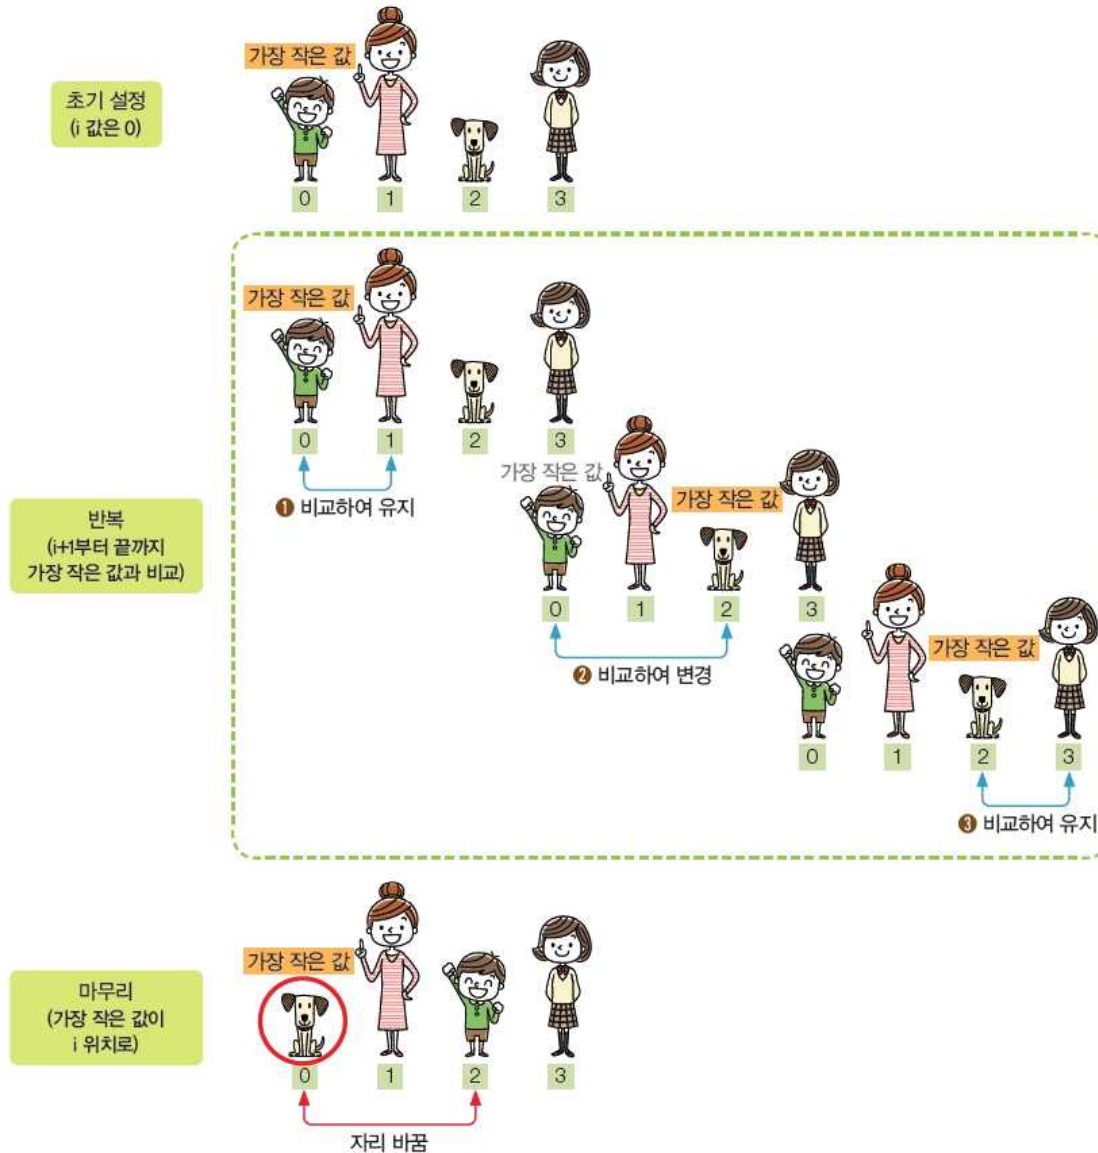 초기 설정
(i 값은 0)
가장 작은 값
0 1 2 3
반복
(i+1부터 끝까지
가장 작은 값과 비교)
가장 작은 값
0 1 2 3
❶ 비교하여 유지
가장 작은 값
가장 작은 값
0 1 2 3
❷ 비교하여 변경
가장 작은 값
0 1 2 3
❸ 비교하여 유지
마무리
(가장 작은 값이
i 위치로)
가장 작은 값
0 1 2 3
자리 바꿈